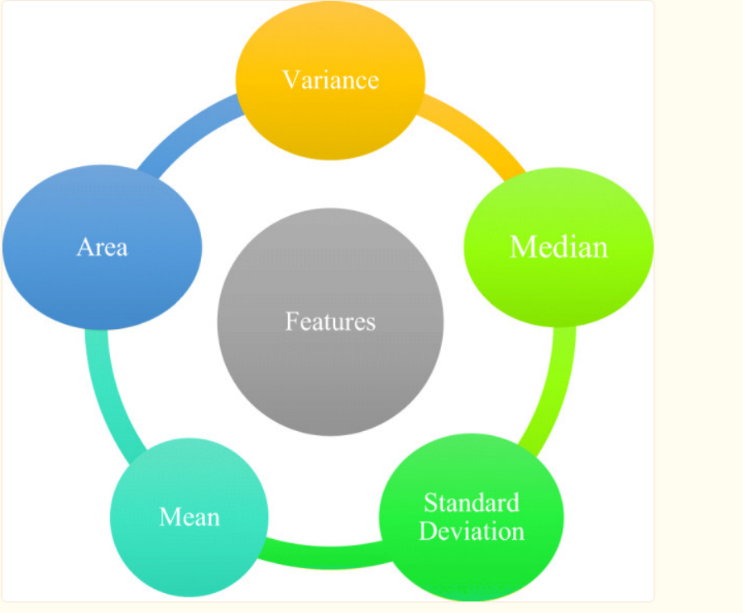 Variance
Median
Area
Features
Standard
Deviation
Mean